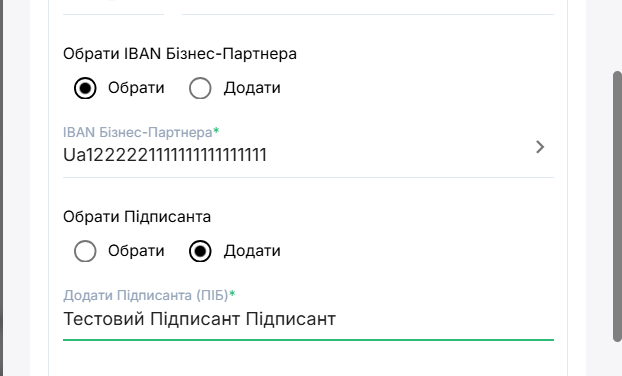 Обрати IBAN Бізнес-Партнера
Обрати Додати
IBAN Бізнес-Партнера*
Ua1222221111111111111111
Обрати Підписанта
Обрати Додати
Додати Підписанта (ПІБ)*
Тестовий Підписант Підписант